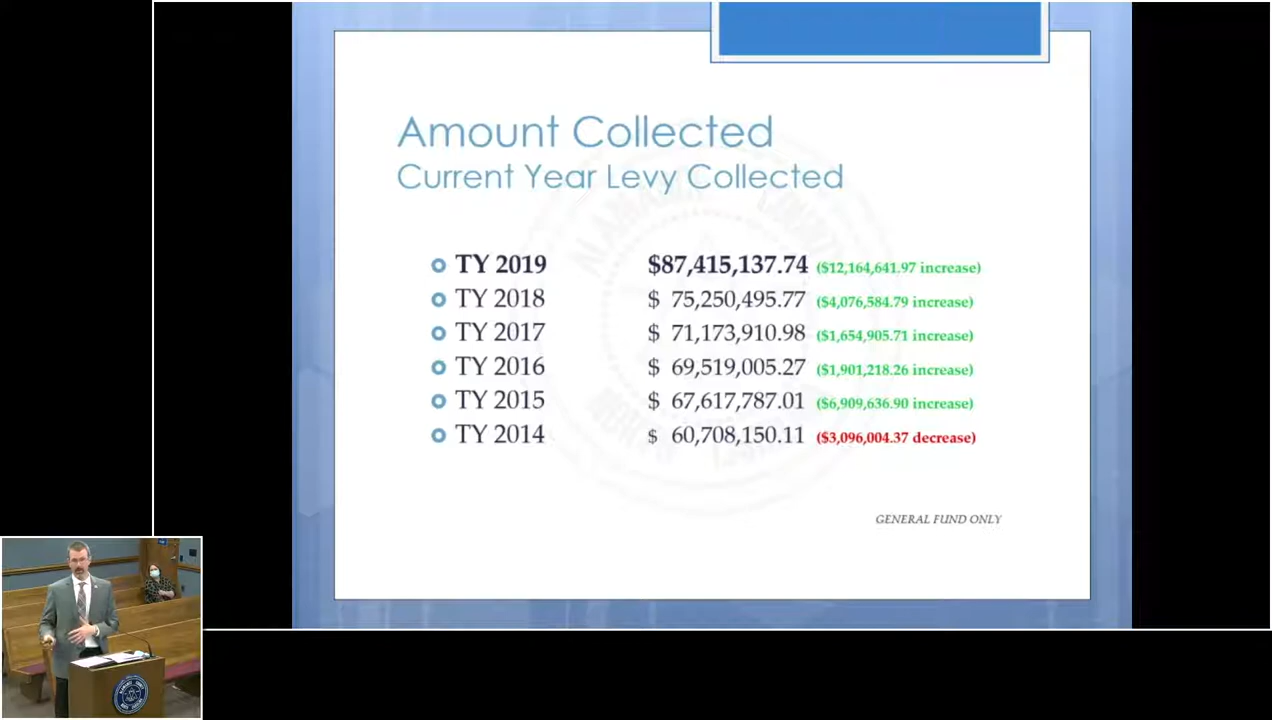 Amount Collected
Current Year Levy Collected
TY 2019 $87,415,137.74 ($12,164,641.97 increase)
TY 2018 $ 75,250,495.77 ($4,076,584.79 increase)
TY 2017 $ 71,173,910.98 ($1,654,905.71 increase)
TY 2016 $ 69,519,005.27 ($1,901,218.26 increase)
TY 2015 $ 67,617,787.01 ($6,909,636.90 increase)
TY 2014 $ 60,708,150.11 ($3,096,004.37 decrease)
GENERAL FUND ONLY